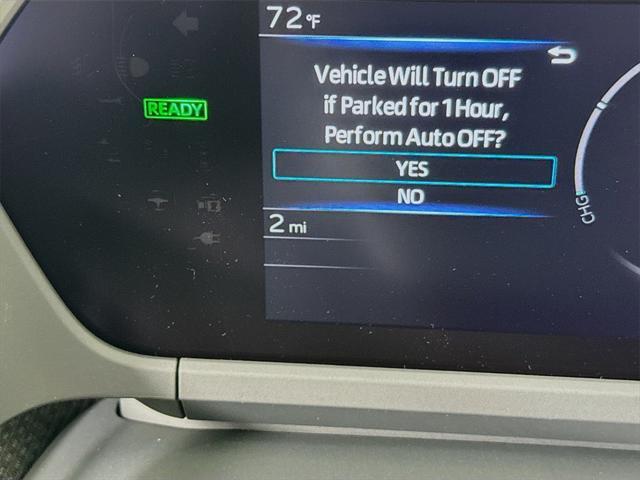 72 °F
Vehicle Will Turn OFF
if Parked for 1 Hour,
Perform Auto OFF?
READY
YES
NO
2 mi
CHG